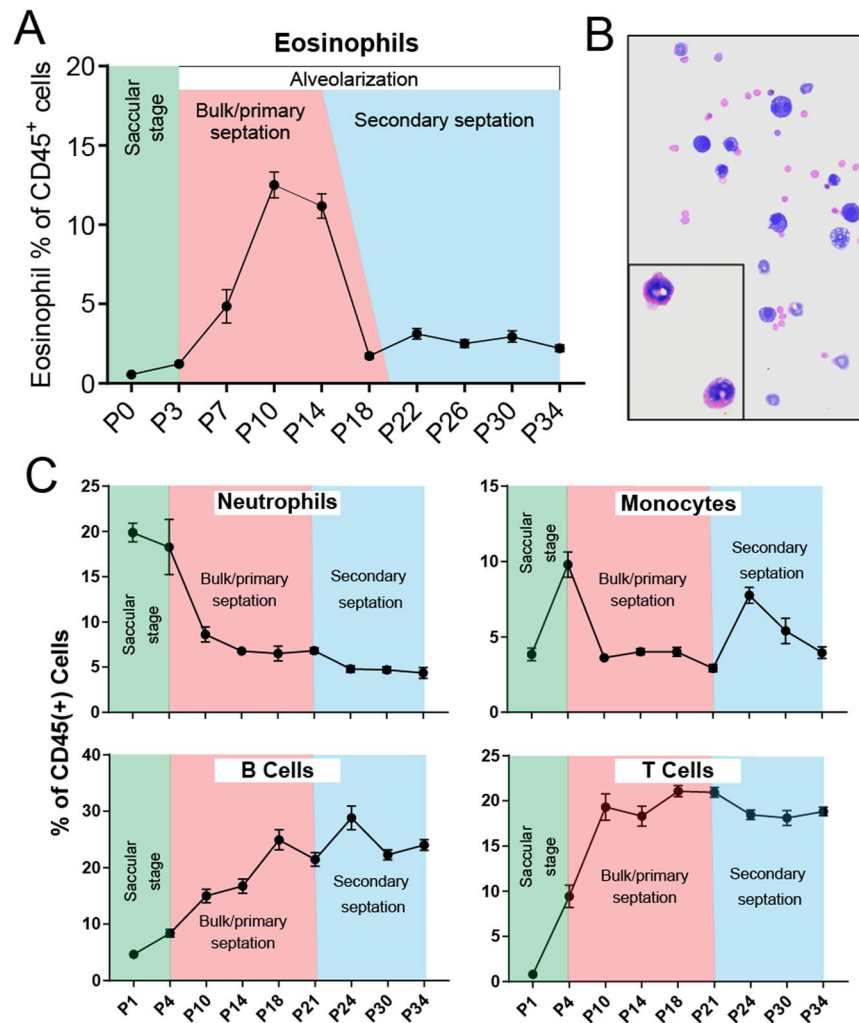 A
Eosinophils
Alveolarization
Saccular
stage
Bulk/primary
septation
Secondary septation
Eosinophil % of CD45⁺ cells
20
15
10
5
0
P0 P3 P7 P10 P14 P18 P22 P26 P30 P34
B
C
% of CD45(+) Cells
Neutrophils
25
20
15
10
5
0
Saccular
stage
Bulk/primary
septation
Secondary
septation
Monocytes
15
10
5
0
Saccular
stage
Bulk/primary
septation
Secondary
septation
B Cells
40
30
20
10
0
Saccular
stage
Bulk/primary
septation
Secondary
septation
P1 P4 P10 P14 P18 P21 P24 P30 P34
T Cells
25
20
15
10
5
0
Saccular
stage
Bulk/primary
septation
Secondary
septation
P1 P4 P10 P14 P18 P21 P24 P30 P34